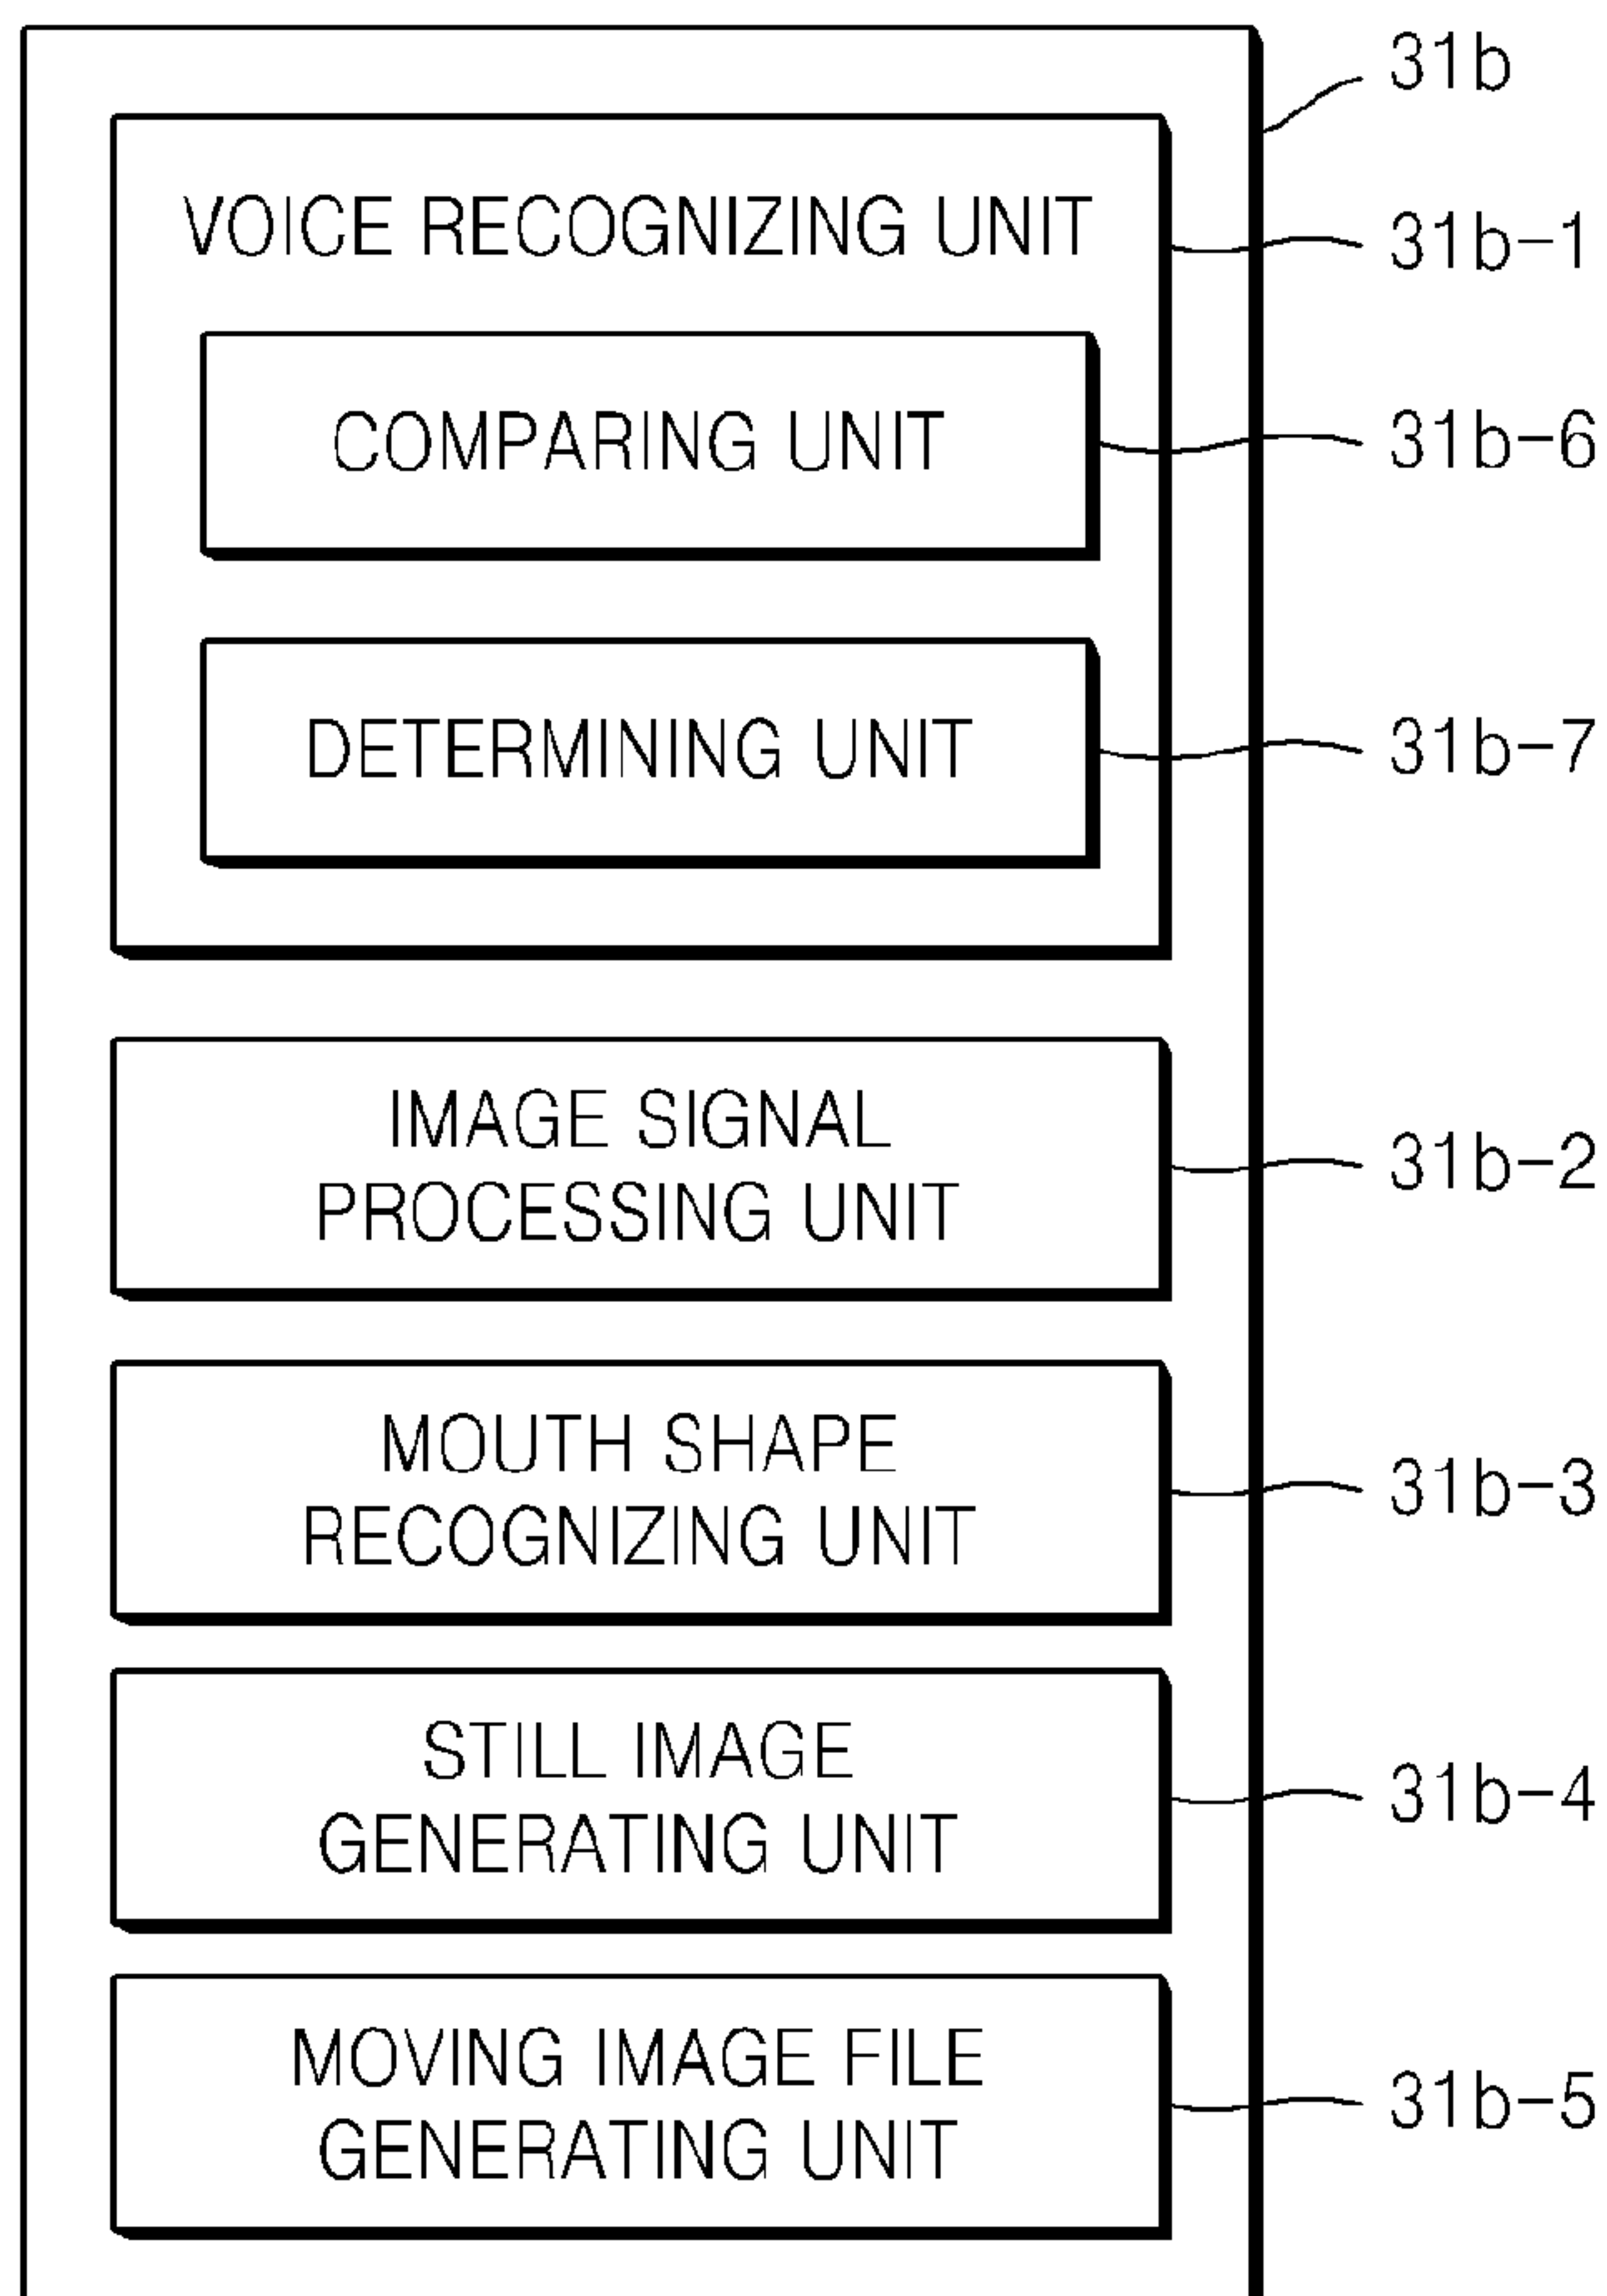 31b
VOICE RECOGNIZING UNIT
31b-1
COMPARING UNIT
31b-6
DETERMINING UNIT
31b-7
IMAGE SIGNAL
PROCESSING UNIT
31b-2
MOUTH SHAPE
RECOGNIZING UNIT
31b-3
STILL IMAGE
GENERATING UNIT
31b-4
MOVING IMAGE FILE
GENERATING UNIT
31b-5